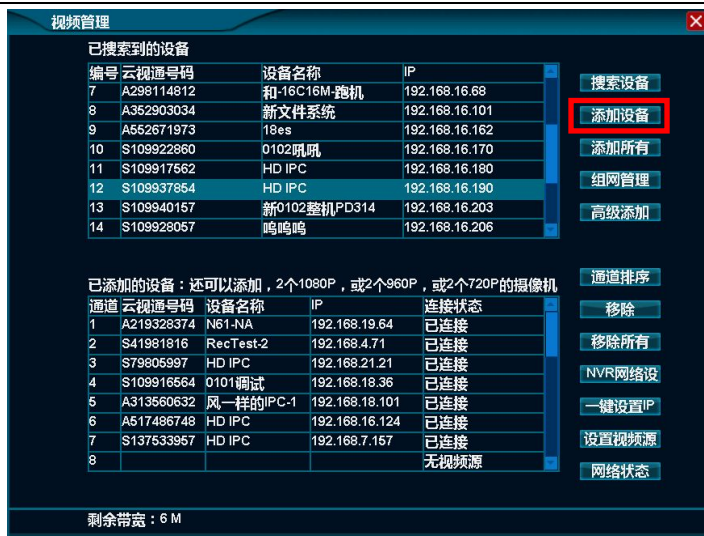 视频管理
已搜索到的设备
编号 云视通号码 设备名称 IP
7 A298114812 和-16C16M-跑机 192.168.16.68
8 A352903034 新文件系统 192.168.16.101
9 A552671973 18es 192.168.16.162
10 S109922860 0102吼吼 192.168.16.170
11 S109917562 HD IPC 192.168.16.180
12 S109937854 HD IPC 192.168.16.190
13 S109940157 新0102整机PD314 192.168.16.203
14 S109928057 呜呜呜 192.168.16.206
搜索设备
添加设备
添加所有
组网管理
高级添加
已添加的设备：还可以添加，2个1080P，或2个960P，或2个720P的摄像机
通道 云视通号码 设备名称 IP 连接状态
1 A219328374 N61-NA 192.168.19.64 已连接
2 S41981816 RecTest-2 192.168.4.71 已连接
3 S79805997 HD IPC 192.168.21.21 已连接
4 S109916564 0101调试 192.168.18.36 已连接
5 A313560632 风一样的IPC-1 192.168.18.101 已连接
6 A517486748 HD IPC 192.168.16.124 已连接
7 S137533957 HD IPC 192.168.7.157 已连接
8 无视频源
通道排序
移除
移除所有
NVR网络设
一键设置IP
设置视频源
网络状态
剩余带宽：6 M